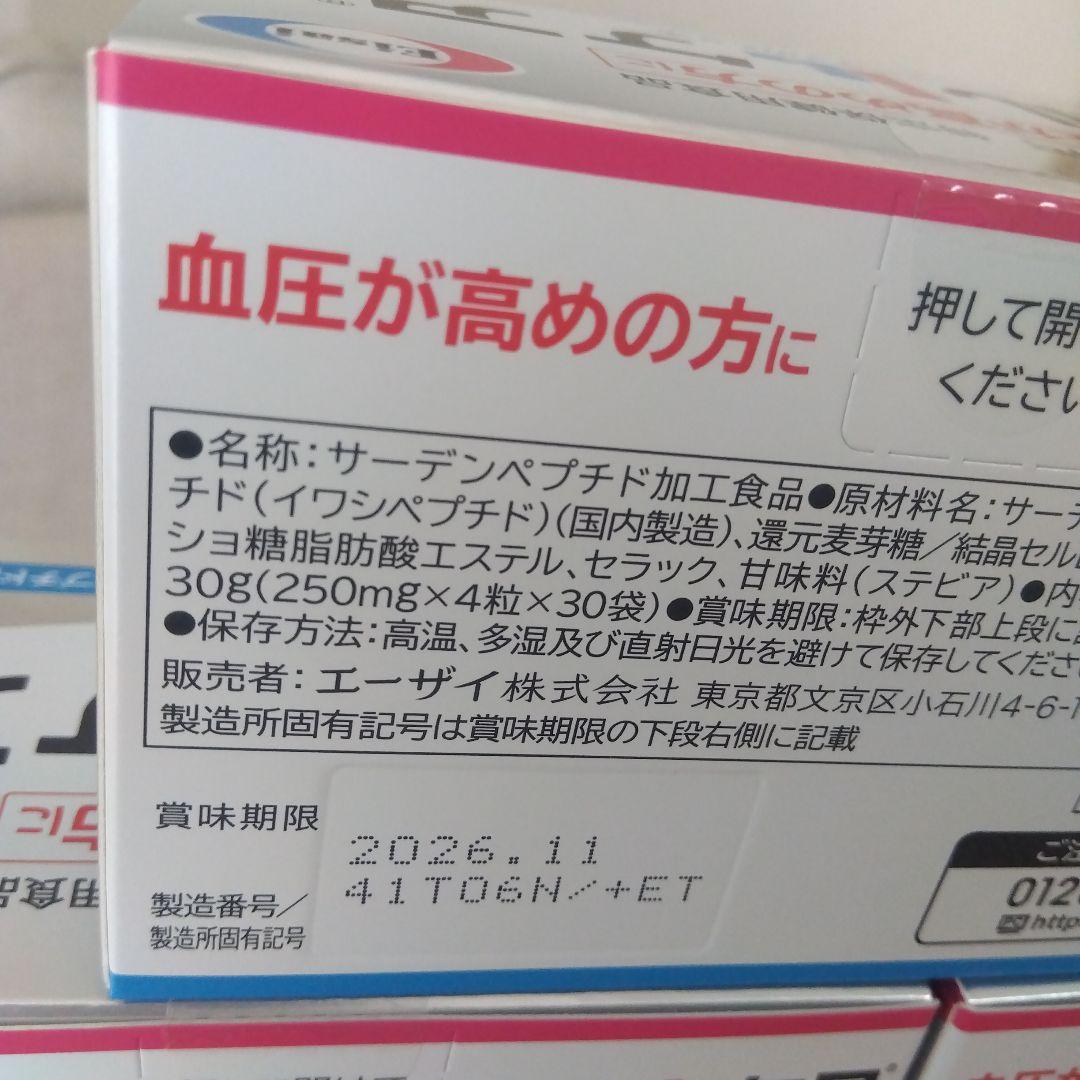 Eisai
血圧が高めの方に
押して開
ください
●名称：サーデンペプチド加工食品●原材料名：サーデ
チド（イワシペプチド）（国内製造）、還元麦芽糖／結晶セル
ショ糖脂肪酸エステル、セラック、甘味料（ステビア）●内
30g(250mg×4粒×30袋)●賞味期限：枠外下部上段に
●保存方法：高温、多湿及び直射日光を避けて保存してくださ
販売者：エーザイ株式会社 東京都文京区小石川4-6-1
製造所固有記号は賞味期限の下段右側に記載
賞味期限
2026.11
製造番号／
41T06N/+ET
製造所固有記号
0120
http